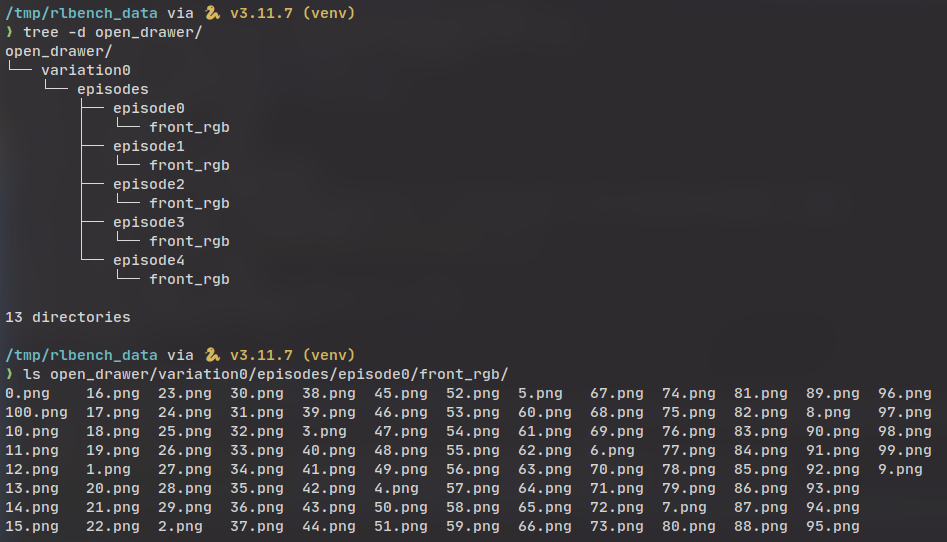 /tmp/rlbench_data via 🐍 v3.11.7 (venv)
❯ tree -d open_drawer/
open_drawer/
└── variation0
    └── episodes
        ├── episode0
        │   └── front_rgb
        ├── episode1
        │   └── front_rgb
        ├── episode2
        │   └── front_rgb
        ├── episode3
        │   └── front_rgb
        └── episode4
            └── front_rgb

13 directories

/tmp/rlbench_data via 🐍 v3.11.7 (venv)
❯ ls open_drawer/variation0/episodes/episode0/front_rgb/
0.png    16.png  23.png  30.png  38.png  45.png  52.png  5.png   67.png  74.png  81.png  89.png  96.png
100.png  17.png  24.png  31.png  39.png  46.png  53.png  60.png  68.png  75.png  82.png  8.png   97.png
10.png   18.png  25.png  32.png  3.png   47.png  54.png  61.png  69.png  76.png  83.png  90.png  98.png
11.png   19.png  26.png  33.png  40.png  48.png  55.png  62.png  6.png   77.png  84.png  91.png  99.png
12.png   1.png   27.png  34.png  41.png  49.png  56.png  63.png  70.png  78.png  85.png  92.png  9.png
13.png   20.png  28.png  35.png  42.png  4.png   57.png  64.png  71.png  79.png  86.png  93.png
14.png   21.png  29.png  36.png  43.png  50.png  58.png  65.png  72.png  7.png   87.png  94.png
15.png   22.png  2.png   37.png  44.png  51.png  59.png  66.png  73.png  80.png  88.png  95.png